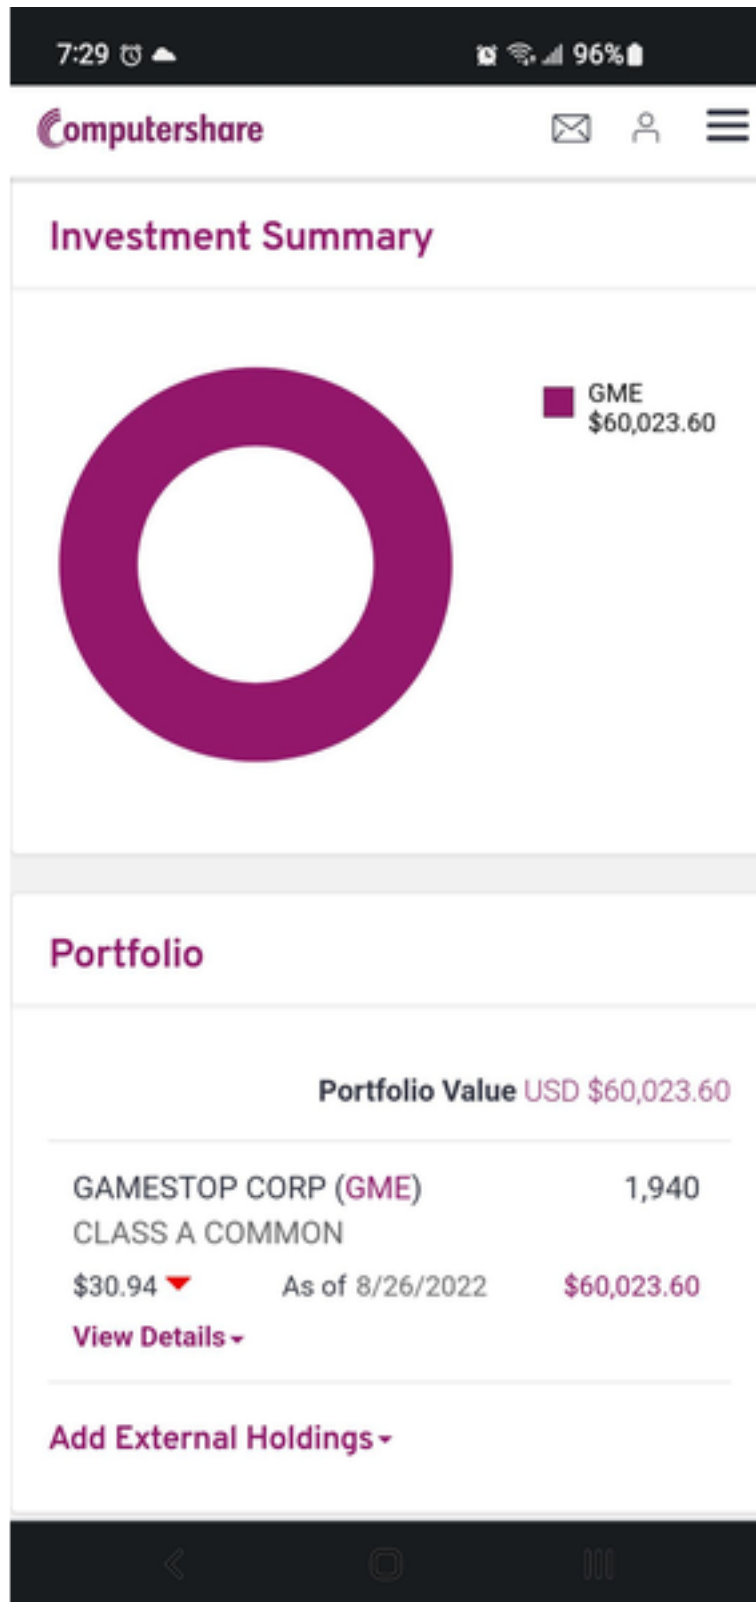 7:29 96%
Computershare
Investment Summary
GME
$60,023.60
Portfolio
Portfolio Value USD $60,023.60
GAMESTOP CORP (GME) 1,940
CLASS A COMMON
$30.94 As of 8/26/2022 $60,023.60
View Details
Add External Holdings